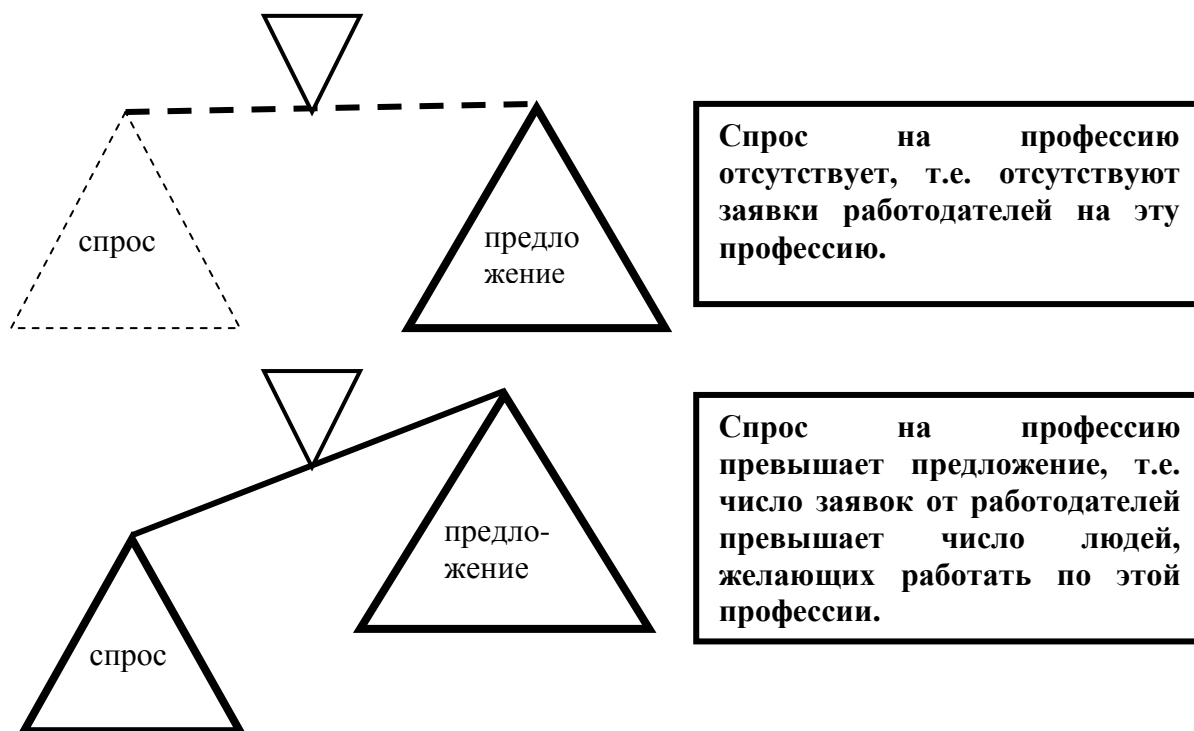 спрос
предло
жение
Спрос на профессию
отсутствует, т.е. отсутствуют
заявки работодателей на эту
профессию.
спрос
предло-
жение
Спрос на профессию
превышает предложение, т.е.
число заявок от работодателей
превышает число людей,
желающих работать по этой
профессии.